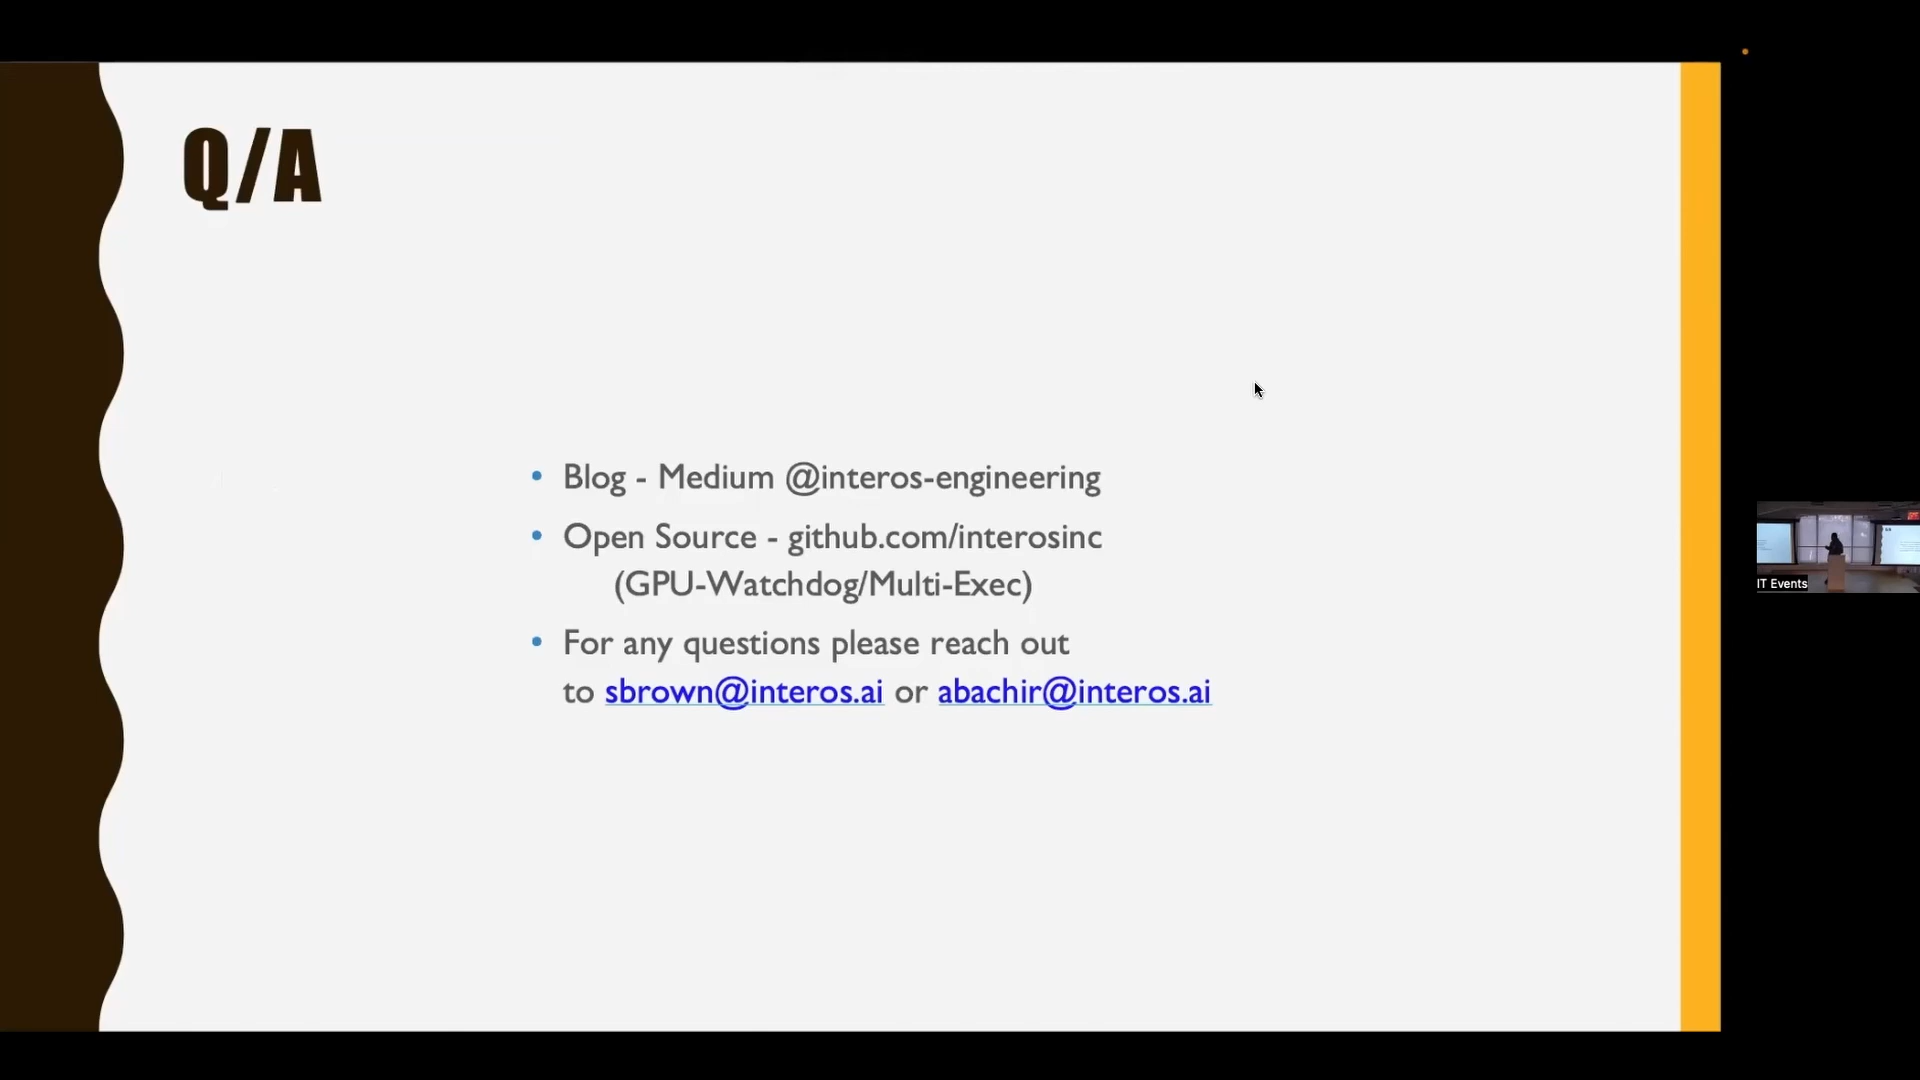 Q/A
• Blog - Medium @interos-engineering
• Open Source - github.com/interosinc
(GPU-Watchdog/Multi-Exec)
• For any questions please reach out
to sbrown@interos.ai or abachir@interos.ai
IT Events